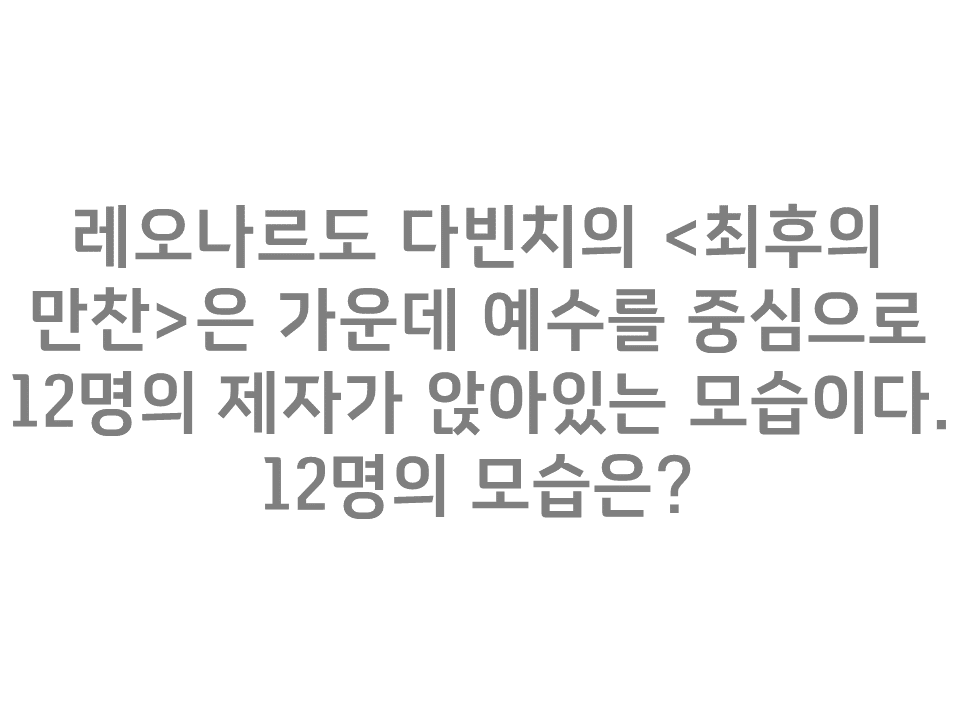 레오나르도 다빈치의 <최후의
만찬>은 가운데 예수를 중심으로
12명의 제자가 앉아있는 모습이다.
12명의 모습은?